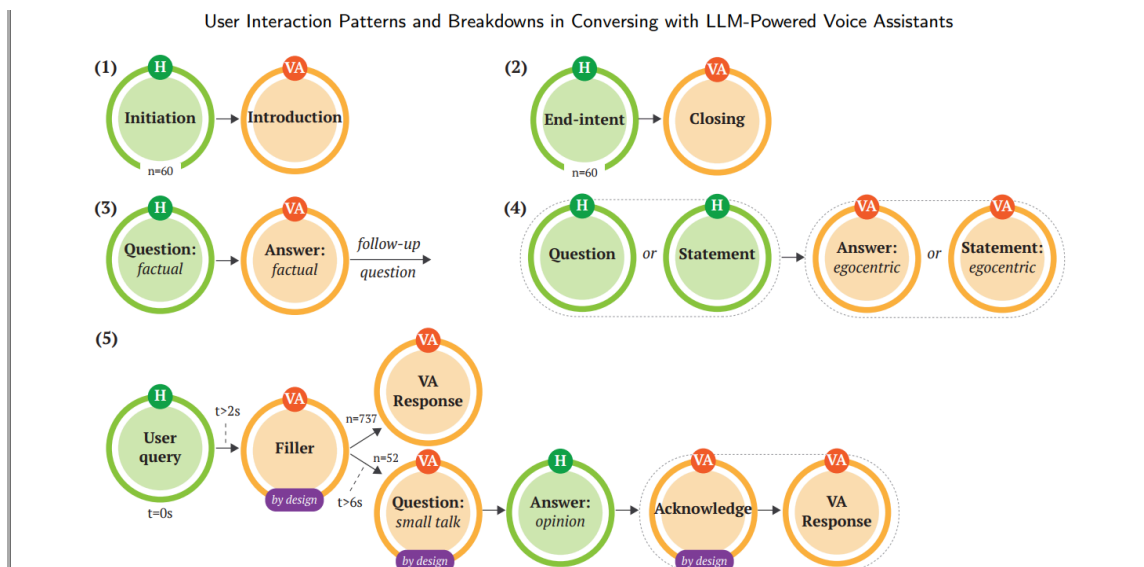 User Interaction Patterns and Breakdowns in Conversing with LLM-Powered Voice Assistants
(1)
H
Initiation
n=60
VA
Introduction
(2)
H
End-intent
n=60
VA
Closing
(3)
H
Question:
factual
VA
Answer:
factual
follow-up
question
(4)
H
Question
or
H
Statement
VA
Answer:
egocentric
or
VA
Statement:
egocentric
(5)
H
User
query
t=0s
t>2s
VA
Filler
by design
n=737
VA
VA
Response
n=52
t>6s
VA
Question:
small talk
by design
H
Answer:
opinion
VA
Acknowledge
by design
VA
VA
Response